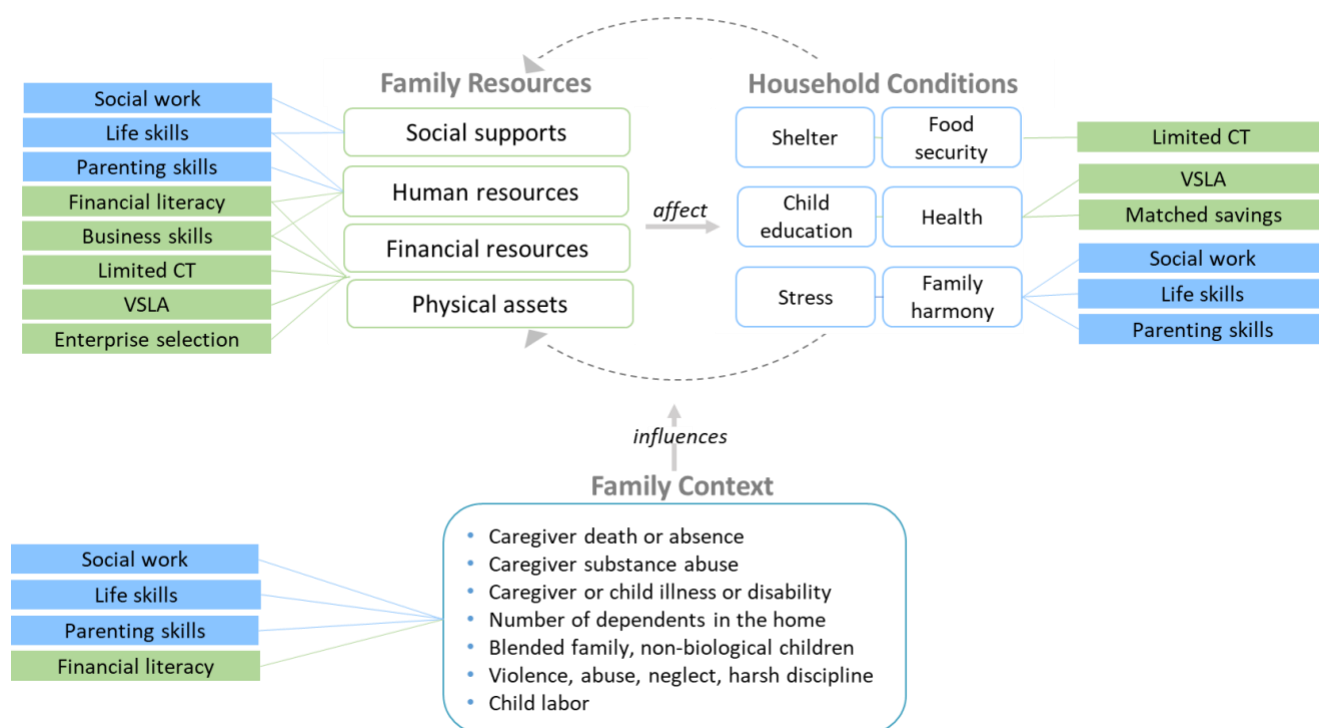 Family Resources
Household Conditions
Social work
Life skills
Parenting skills
Financial literacy
Business skills
Limited CT
VSLA
Enterprise selection
Social supports
Human resources
Financial resources
Physical assets
affect
Shelter
Food
security
Child
education
Health
Stress
Family
harmony
Limited CT
VSLA
Matched savings
Social work
Life skills
Parenting skills
influences
Family Context
Social work
Life skills
Parenting skills
Financial literacy
• Caregiver death or absence
• Caregiver substance abuse
• Caregiver or child illness or disability
• Number of dependents in the home
• Blended family, non-biological children
• Violence, abuse, neglect, harsh discipline
• Child labor